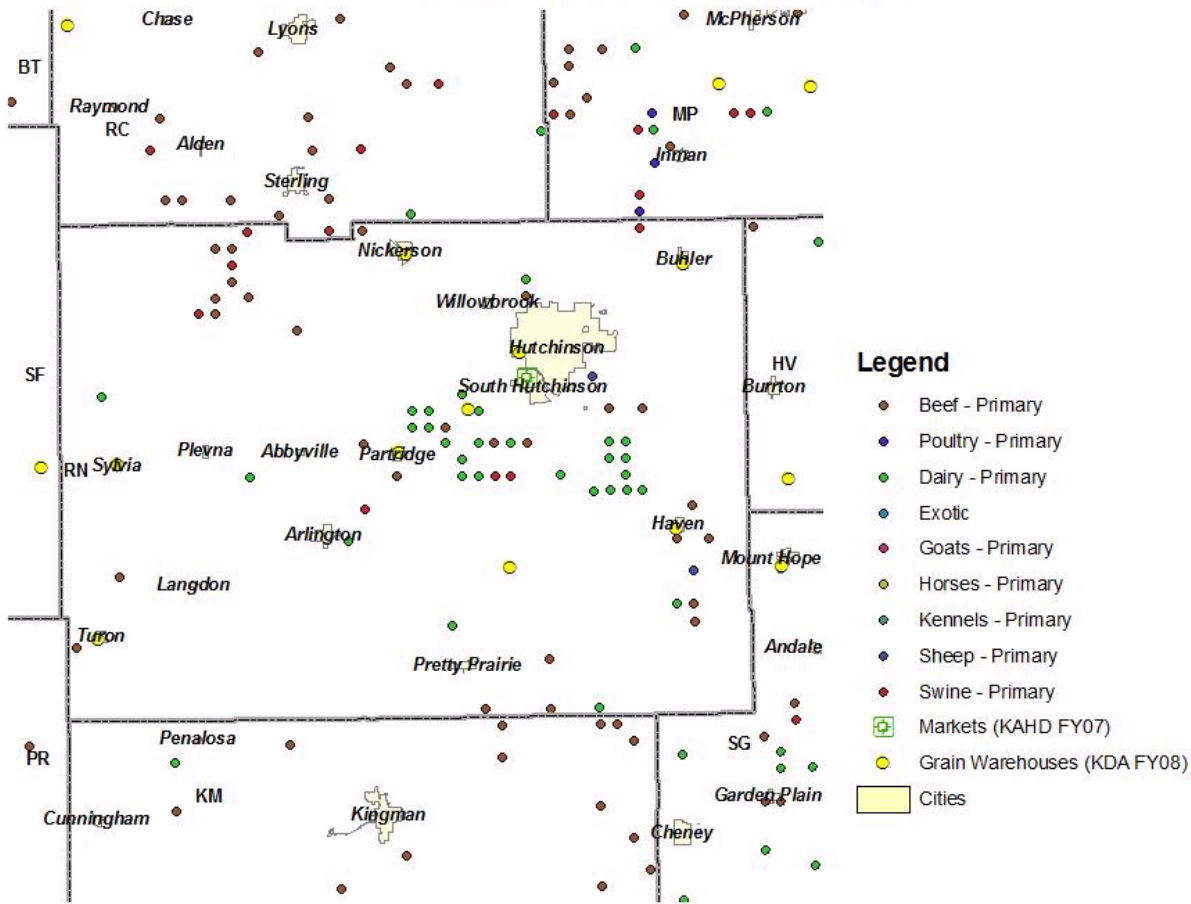 Chase
Lyons
McPherson
BT
Raymond
RC
Alden
MP
Inman
Sterling
Nickerson
Buhler
Willowbrook
Hutchinson
SF
South Hutchinson
HV
Burrton
RN
Sylvia
Plevna
Abbyville
Partridge
Arlington
Haven
Mount Hope
Langdon
Turon
Pretty Prairie
Andale
PR
Penalosa
SG
KM
Cunningham
Kingman
Garden Plain
Cheney
Legend
Beef - Primary
Poultry - Primary
Dairy - Primary
Exotic
Goats - Primary
Horses - Primary
Kennels - Primary
Sheep - Primary
Swine - Primary
Markets (KAHD FY07)
Grain Warehouses (KDA FY08)
Cities